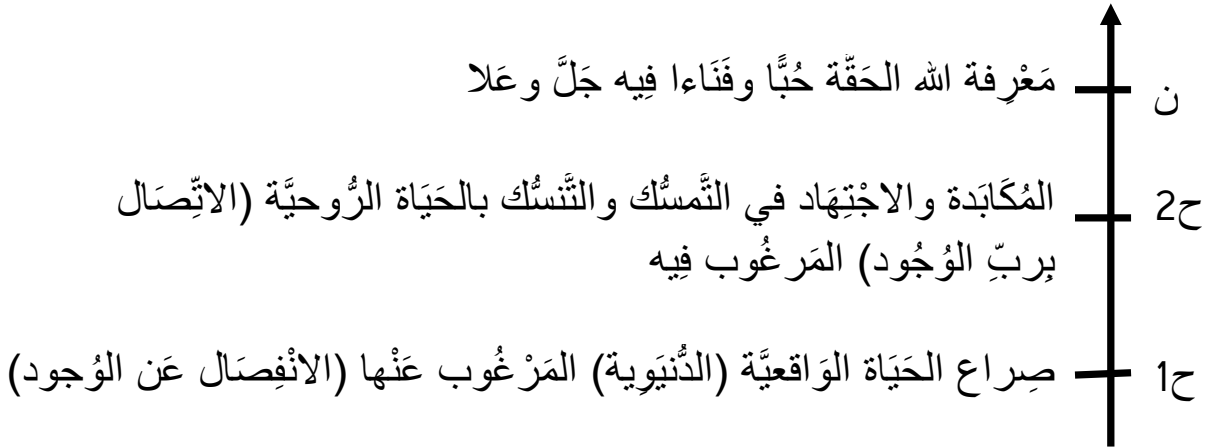 ن مَعْرِفة الله الحَقّة حُبًّا وفَنَاءا فِيه جَلَّ وعَلا
ح2 المُكَابَدة والاجْتِهَاد في التَّمسُّك والتَّنسُّك بالحَيَاة الرُّوحيَّة (الاتِّصَال
بِربِّ الوُجُود) المَرغُوب فِيه
ح1 صِراع الحَيَاة الوَاقعيَّة (الدُّنيَوِية) المَرْغُوب عَنْها (الانْفِصَال عَن الوُجود)